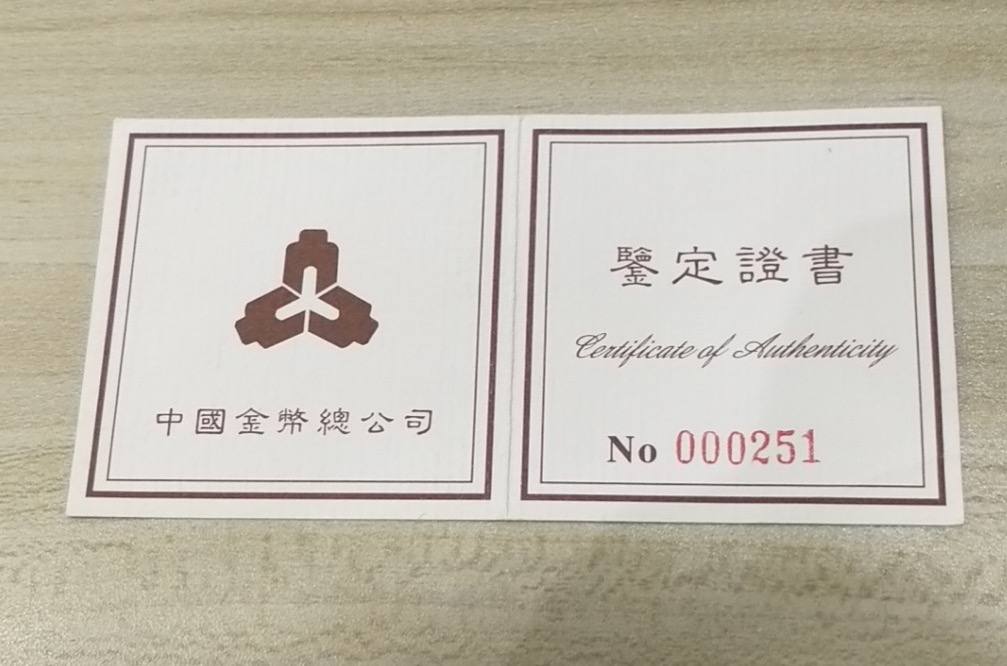 中國金幣總公司
鑒定證書
Certificate of Authenticity
No 000251